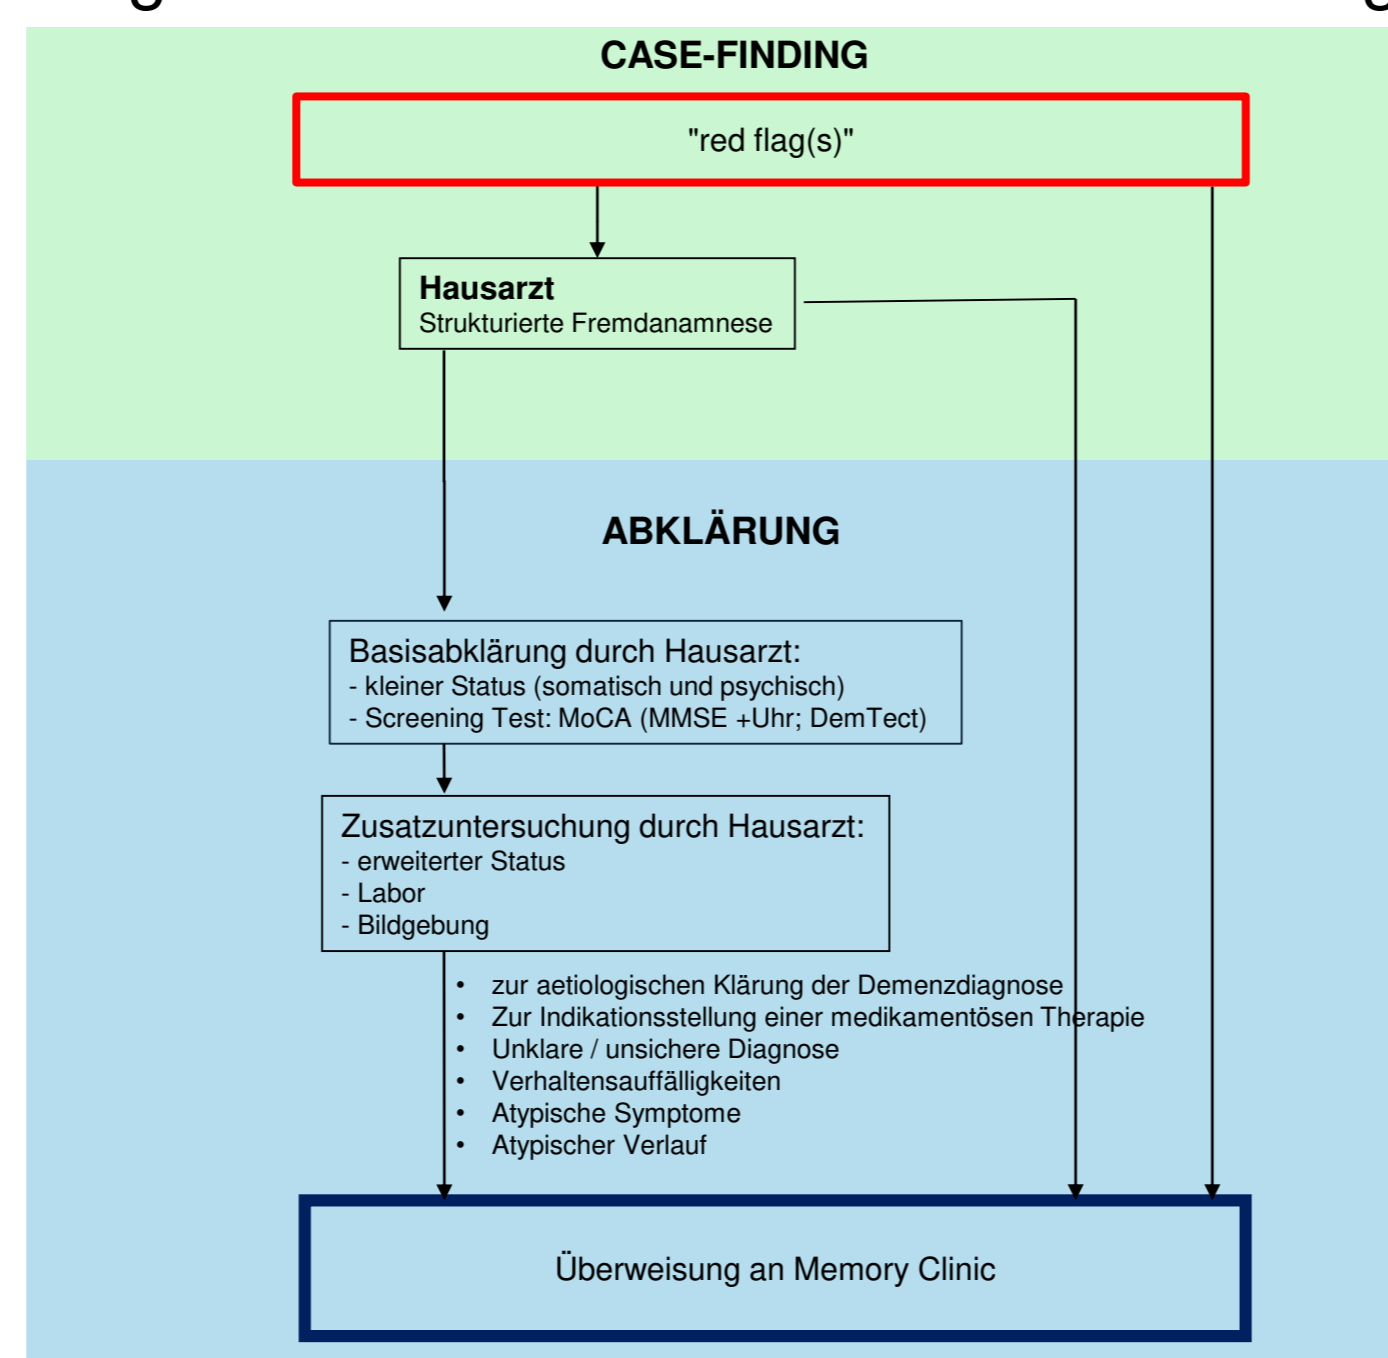 CASE-FINDING
"red flag(s)"
Hausarzt
Strukturierte Fremdanamnese
ABKLÄRUNG
Basisabklärung durch Hausarzt:
- kleiner Status (somatisch und psychisch)
- Screening Test: MoCA (MMSE +Uhr; DemTect)
Zusatzuntersuchung durch Hausarzt:
- erweiterter Status
- Labor
- Bildgebung
• zur aetiologischen Klärung der Demenzdiagnose
• Zur Indikationsstellung einer medikamentösen Therapie
• Unklare / unsichere Diagnose
• Verhaltensauffälligkeiten
• Atypische Symptome
• Atypischer Verlauf
Überweisung an Memory Clinic